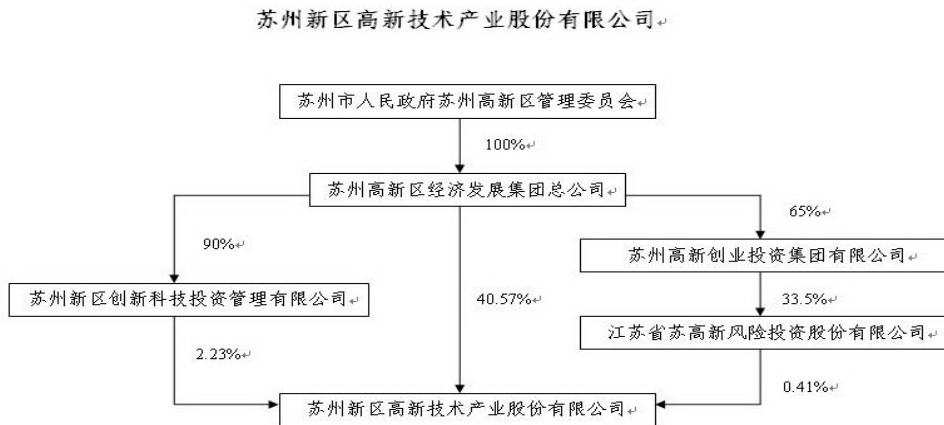 苏州新区高新技术产业股份有限公司
苏州市人民政府苏州高新区管理委员会
100%
苏州高新区经济发展集团总公司
65%
90%
苏州高新创业投资集团有限公司
苏州新区创新科技投资管理有限公司
40.57%
33.5%
江苏省苏高新风险投资股份有限公司
2.23%
0.41%
苏州新区高新技术产业股份有限公司